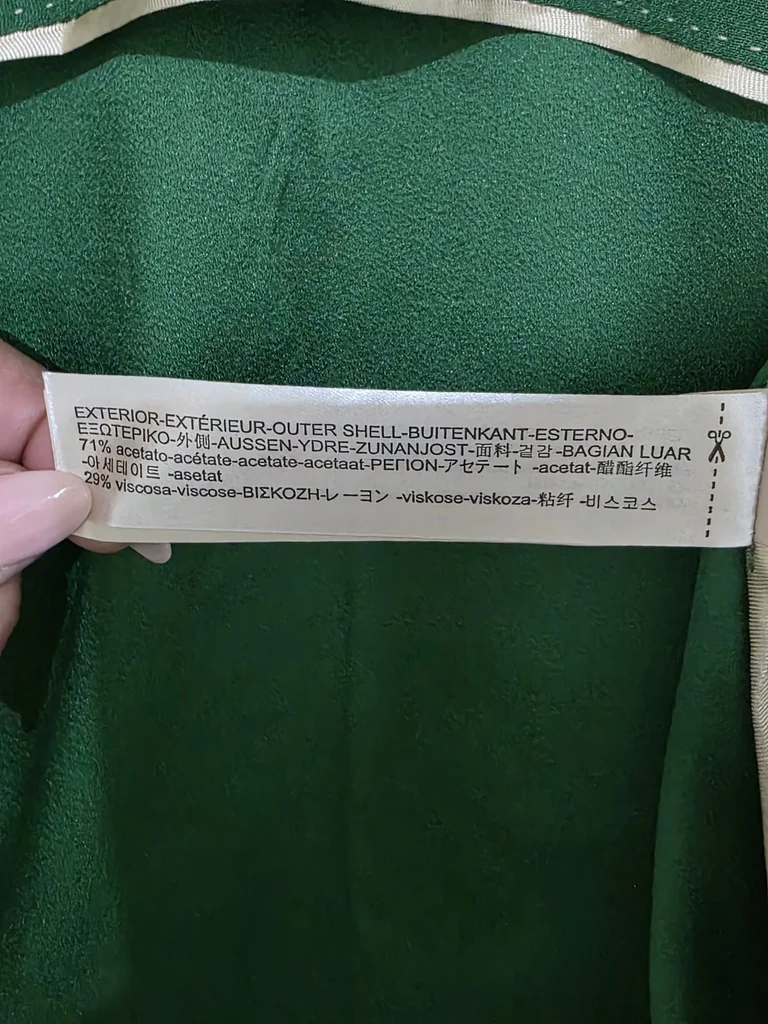 EXTERIOR-EXTÉRIEUR-OUTER SHELL-BUITENKANT-ESTERNO-
ΕΞΩΤΕΡΙΚΟ-外側-AUSSEN-YDRE-ZUNANJOST-面料-겉감-BAGIAN LUAR
71% acetato-acétate-acetate-acetaat-ΡΕΓΙΟΝ-アセテート -acetat-醋酯纤维
-아세테이트 -asetat
29% viscosa-viscose-ΒΙΣΚΟΖΗ-レーヨン -viskose-viskoza-粘纤 -비스코스